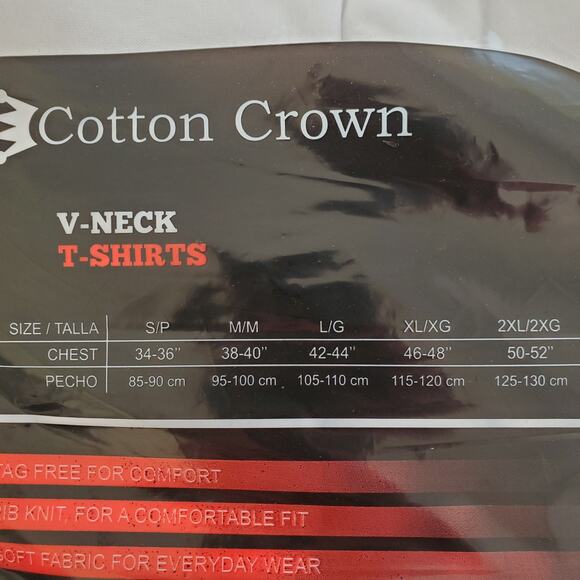 Cotton Crown
V-NECK
T-SHIRTS
SIZE / TALLA S/P M/M L/G XL/XG 2XL/2XG
CHEST 34-36" 38-40" 42-44" 46-48" 50-52"
PECHO 85-90 cm 95-100 cm 105-110 cm 115-120 cm 125-130 cm
TAG FREE FOR COMFORT
RIB KNIT, FOR A COMFORTABLE FIT
SOFT FABRIC FOR EVERYDAY WEAR